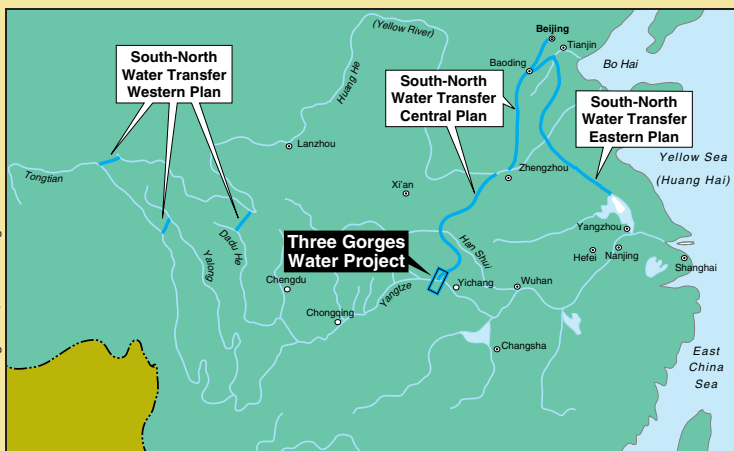 Beijing
Tianjin
(Yellow River)
Bo Hai
Baoding
South-North
Water Transfer
Western Plan
Huang He
South-North
Water Transfer
Central Plan
South-North
Water Transfer
Eastern Plan
Lanzhou
Yellow Sea
(Huang Hai)
Tongtian
Zhengzhou
Xi'an
Yangzhou
Han Shui
Dadu He
Three Gorges
Water Project
Hefei
Nanjing
Shanghai
Yalong
Chengdu
Yangtze
Yichang
Wuhan
Chongqing
Changsha
East
China
Sea